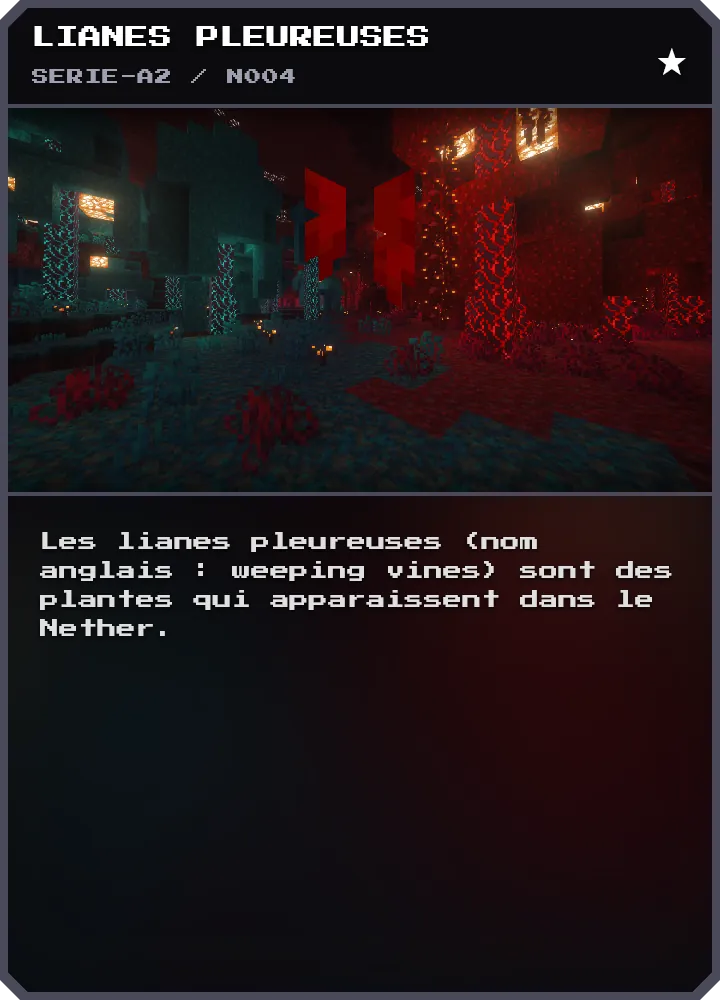 LIANES PLEUREUSES
SERIE-A2 / N004
Les lianes pleureuses (nom
anglais : weeping vines) sont des
plantes qui apparaissent dans le
Nether.